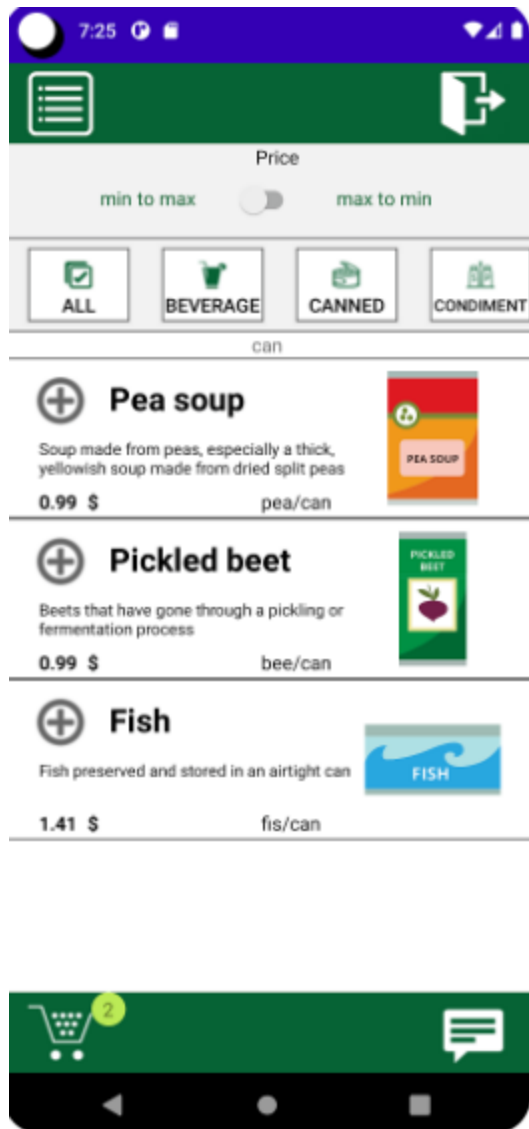 7:25
Price
min to max
max to min
ALL
BEVERAGE
CANNED
CONDIMENT
can
Pea soup
Soup made from peas, especially a thick,
yellowish soup made from dried split peas
0.99 $
pea/can
PEA SOUP
Pickled beet
Beets that have gone through a pickling or
fermentation process
0.99 $
bee/can
PICKLED
BEET
Fish
Fish preserved and stored in an airtight can
1.41 $
fis/can
FISH
2